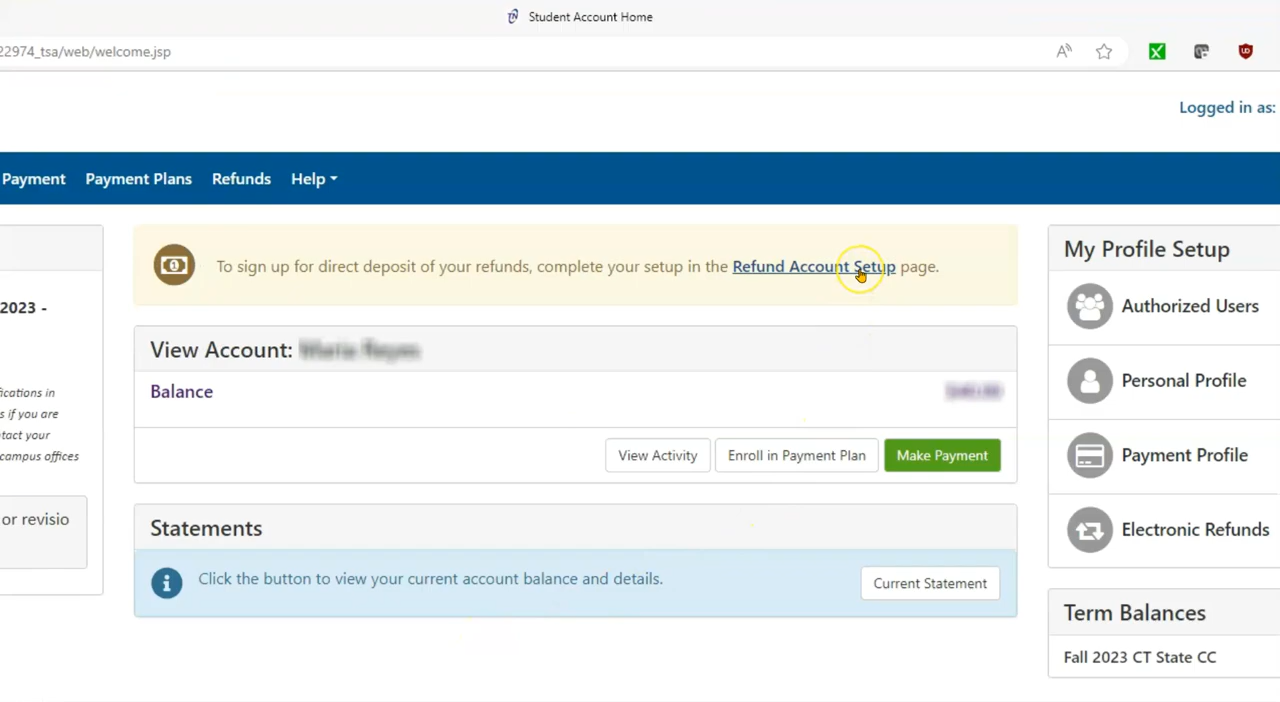 Student Account Home
22974_tsa/web/welcome.jsp
Logged in as:
Payment Payment Plans Refunds Help
2023 -
fications in
s if you are
ntact your
campus offices
or revisio
To sign up for direct deposit of your refunds, complete your setup in the Refund Account Setup page.
View Account:
Balance
View Activity Enroll in Payment Plan Make Payment
Statements
Click the button to view your current account balance and details. Current Statement
My Profile Setup
Authorized Users
Personal Profile
Payment Profile
Electronic Refunds
Term Balances
Fall 2023 CT State CC